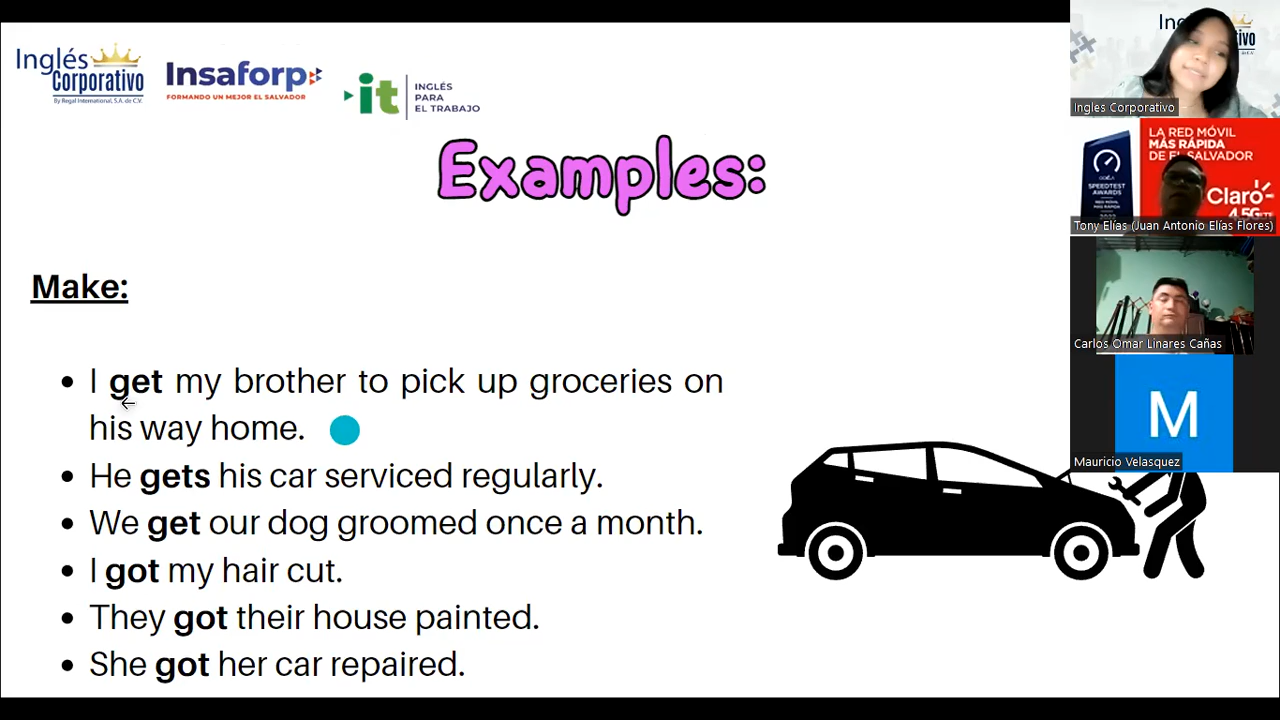 Inglés
Corporativo
By Regal International, S.A. de C.V.
Insaforp
FORMANDO UN MEJOR EL SALVADOR
it
INGLÉS
PARA
EL TRABAJO
Examples:
Make:
• I get my brother to pick up groceries on
his way home.
• He gets his car serviced regularly.
• We get our dog groomed once a month.
• I got my hair cut.
• They got their house painted.
• She got her car repaired.
Ingles Corporativo
LA RED MÓVIL
MÁS RÁPIDA
DE EL SALVADOR
SPEEDTEST
AWARDS
Claro
4.5G
Tony Elías (Juan Antonio Elías Flores)
Carlos Omar Linares Cañas
M
Mauricio Velasquez